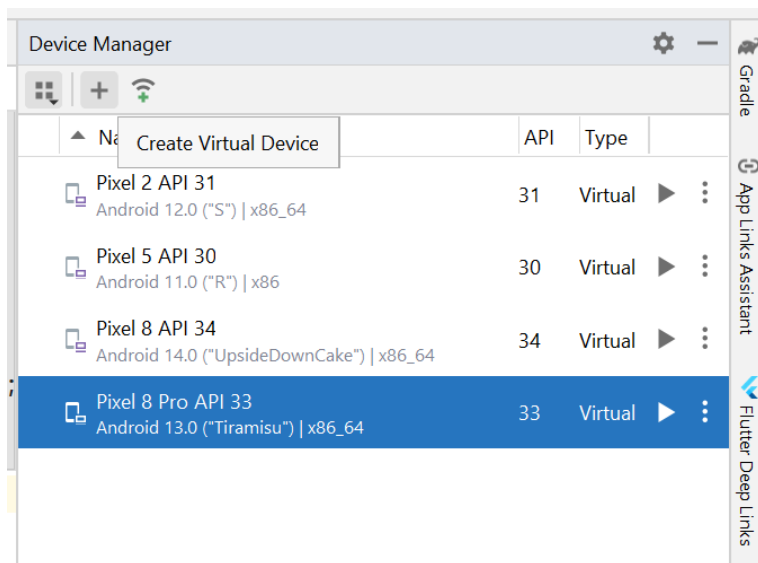 Device Manager
Na
Create Virtual Device
API
Type
Pixel 2 API 31
Android 12.0 ("S") | x86_64
31
Virtual
Pixel 5 API 30
Android 11.0 ("R") | x86
30
Virtual
Pixel 8 API 34
Android 14.0 ("UpsideDownCake") | x86_64
34
Virtual
;
Pixel 8 Pro API 33
Android 13.0 ("Tiramisu") | x86_64
33
Virtual
Gradle
App Links Assistant
Flutter Deep Links